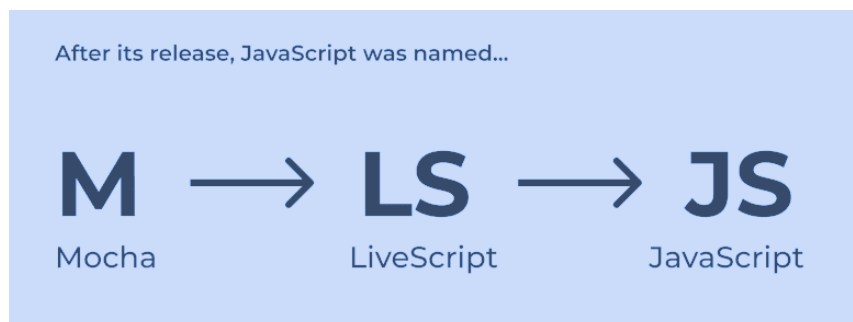 After its release, JavaScript was named...
M LS JS
Mocha LiveScript JavaScript